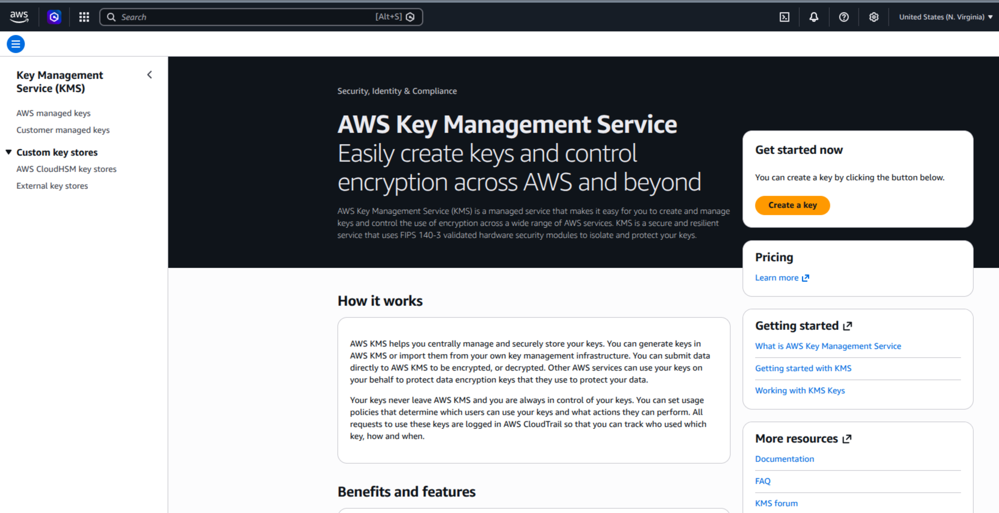 aws
Search [Alt+S]
United States (N. Virginia)
Key Management
Service (KMS)
AWS managed keys
Customer managed keys
Custom key stores
AWS CloudHSM key stores
External key stores
Security, Identity & Compliance
AWS Key Management Service
Easily create keys and control
encryption across AWS and beyond
AWS Key Management Service (KMS) is a managed service that makes it easy for you to create and manage
keys and control the use of encryption across a wide range of AWS services. KMS is a secure and resilient
service that uses FIPS 140-3 validated hardware security modules to isolate and protect your keys.
Get started now
You can create a key by clicking the button below.
Create a key
Pricing
Learn more
How it works
AWS KMS helps you centrally manage and securely store your keys. You can generate keys in
AWS KMS or import them from your own key management infrastructure. You can submit data
directly to AWS KMS to be encrypted, or decrypted. Other AWS services can use your keys on
your behalf to protect data encryption keys that they use to protect your data.
Your keys never leave AWS KMS and you are always in control of your keys. You can set usage
policies that determine which users can use your keys and what actions they can perform. All
requests to use these keys are logged in AWS CloudTrail so that you can track who used which
key, how and when.
Getting started
What is AWS Key Management Service
Getting started with KMS
Working with KMS Keys
More resources
Documentation
FAQ
KMS forum
Benefits and features